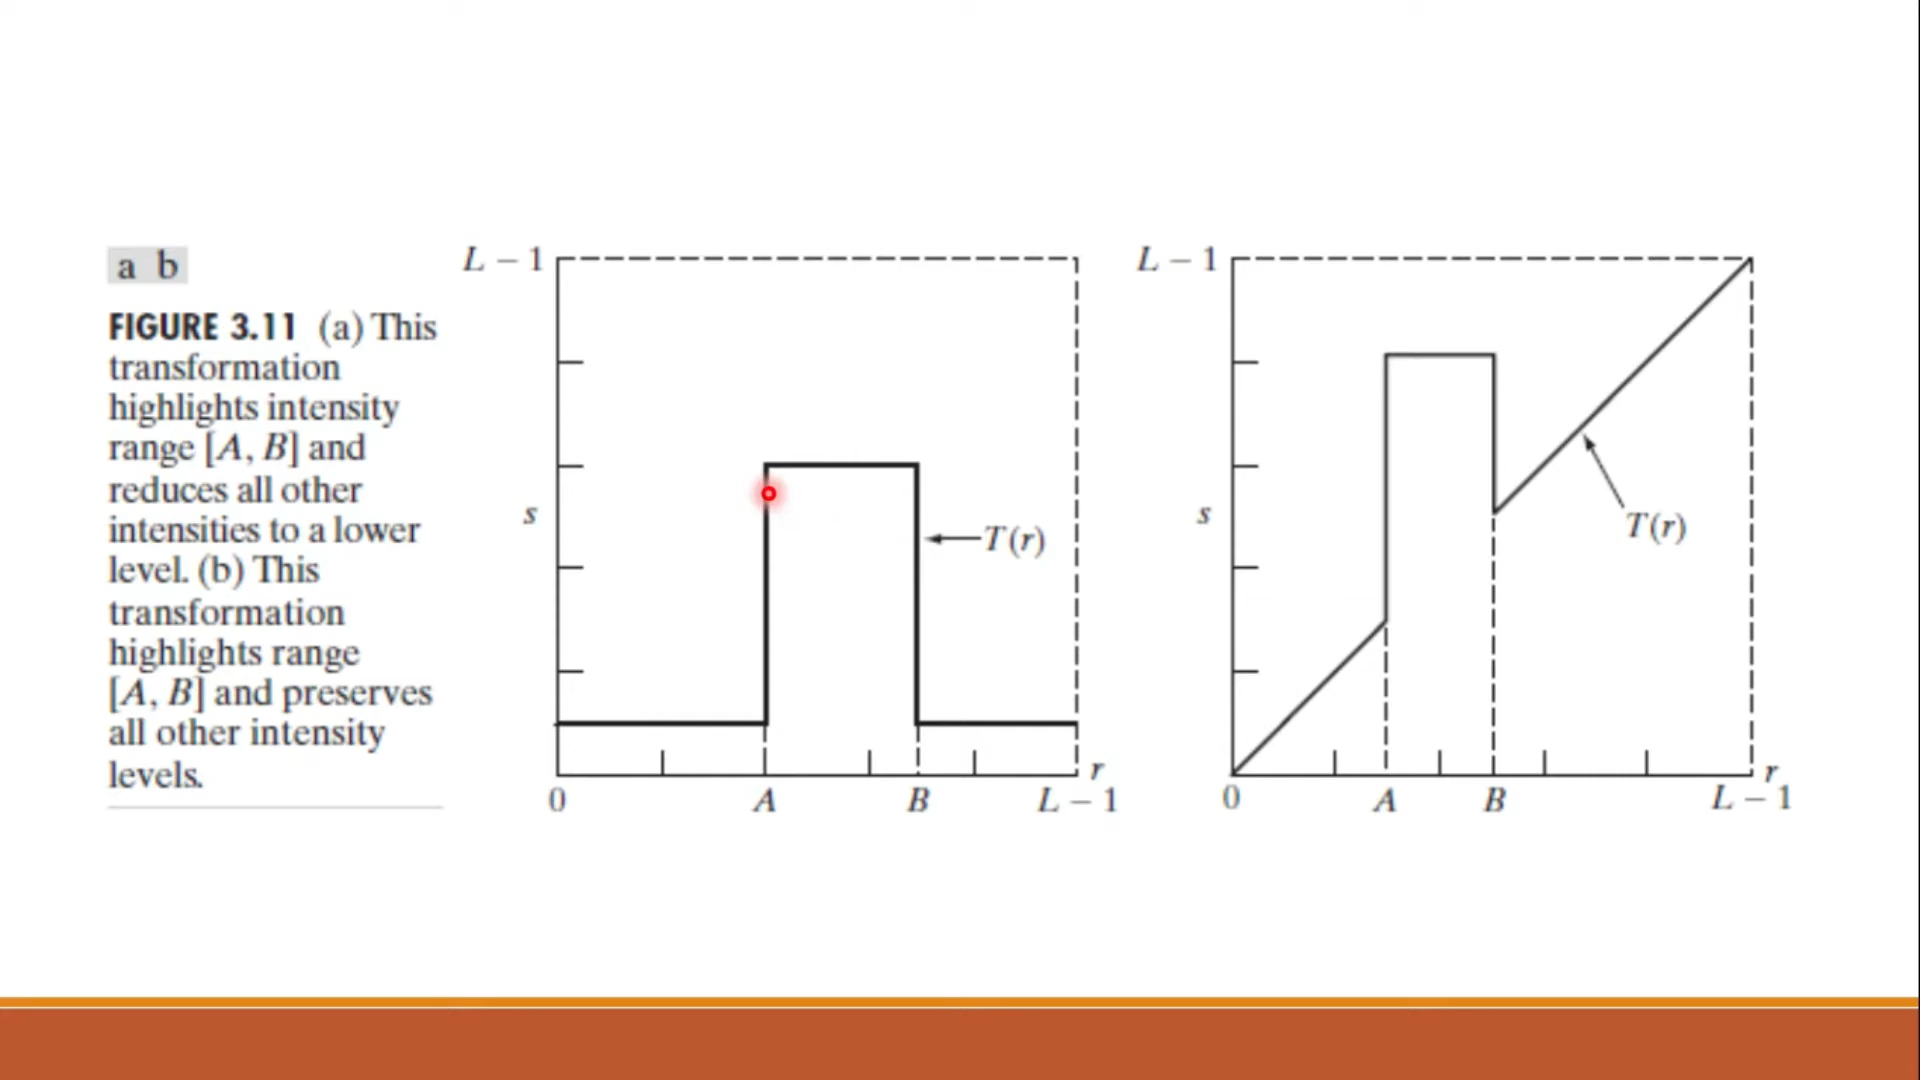 a b
FIGURE 3.11 (a) This
transformation
highlights intensity
range [A, B] and
reduces all other
intensities to a lower
level. (b) This
transformation
highlights range
[A, B] and preserves
all other intensity
levels.
L – 1
s
T(r)
r
0
A
B
L – 1
L – 1
s
T(r)
r
0
A
B
L – 1